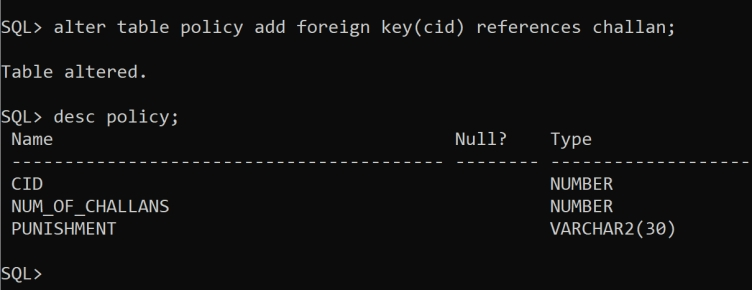 SQL> alter table policy add foreign key(cid) references challan;
Table altered.
SQL> desc policy;
Name Null? Type
----------------------------------------- -------- -------------------
CID NUMBER
NUM_OF_CHALLANS NUMBER
PUNISHMENT VARCHAR2(30)
SQL>